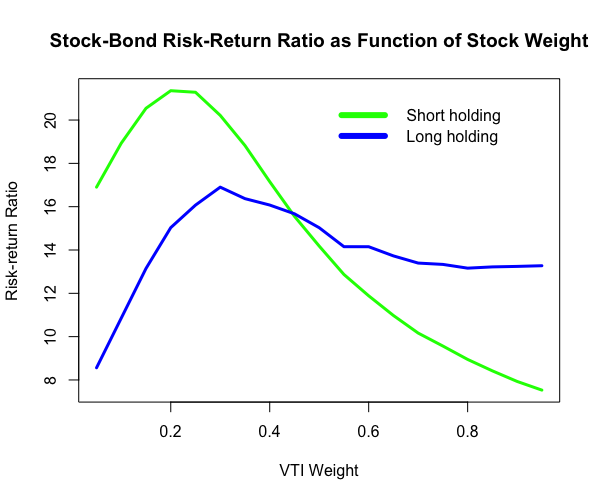 Stock-Bond Risk-Return Ratio as Function of Stock Weight
Short holding
Long holding
Risk-return Ratio
20
18
16
14
12
10
8
0.2 0.4 0.6 0.8
VTI Weight